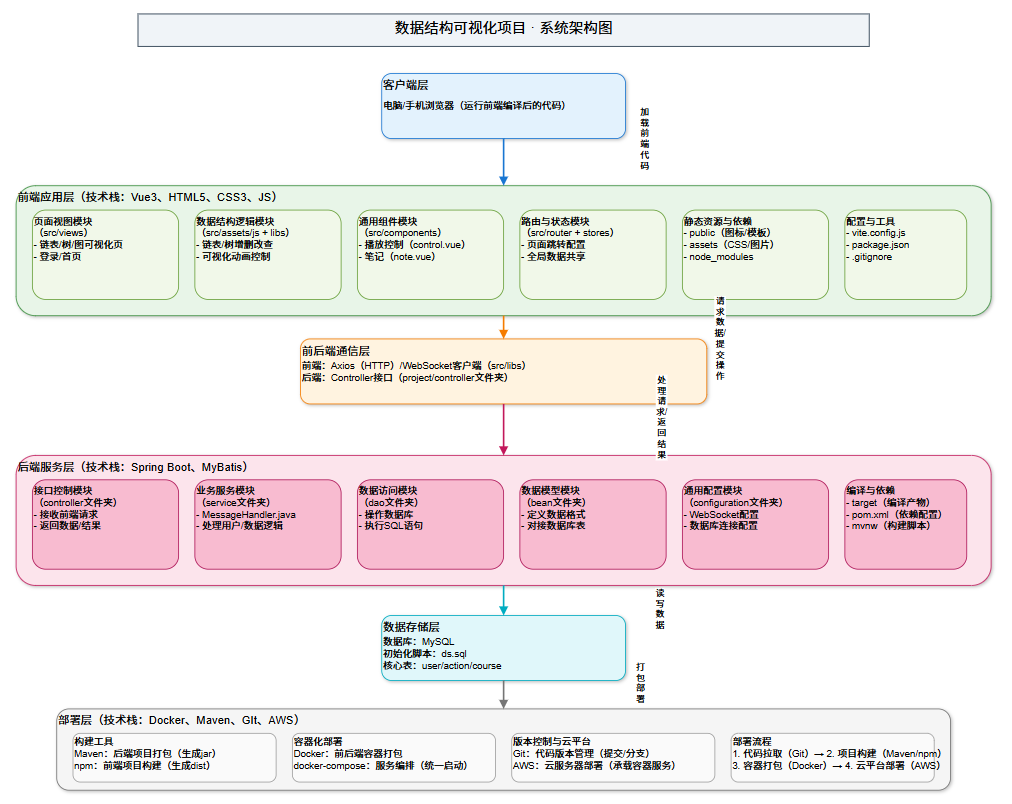 数据结构可视化项目 · 系统架构图
客户端层
电脑/手机浏览器（运行前端编译后的代码）
加载前端代码
前端应用层（技术栈：Vue3、HTML5、CSS3、JS）
页面视图模块
（src/views）
- 链表/树/图可视化页
- 登录/首页
数据结构逻辑模块
（src/assets/js + libs）
- 链表/树增删改查
- 可视化动画控制
通用组件模块
（src/components）
- 播放控制（control.vue）
- 笔记（note.vue）
路由与状态模块
（src/router + stores）
- 页面跳转配置
- 全局数据共享
静态资源与依赖
- public（图标/模板）
- assets（CSS/图片）
- node_modules
配置与工具
- vite.config.js
- package.json
- .gitignore
请求数据/提交操作
前后端通信层
前端：Axios（HTTP）/WebSocket客户端（src/libs）
后端：Controller接口（project/controller文件夹）
处理请求/返回结果
后端服务层（技术栈：Spring Boot、MyBatis）
接口控制模块
（controller文件夹）
- 接收前端请求
- 返回数据/结果
业务服务模块
（service文件夹）
- MessageHandler.java
- 处理用户/数据逻辑
数据访问模块
（dao文件夹）
- 操作数据库
- 执行SQL语句
数据模型模块
（bean文件夹）
- 定义数据格式
- 对接数据库表
通用配置模块
（configuration文件夹）
- WebSocket配置
- 数据库连接配置
编译与依赖
- target（编译产物）
- pom.xml（依赖配置）
- mvnw（构建脚本）
读写数据
数据存储层
数据库：MySQL
初始化脚本：ds.sql
核心表：user/action/course
打包部署
部署层（技术栈：Docker、Maven、GIt、AWS）
构建工具
Maven：后端项目打包（生成jar）
npm：前端项目构建（生成dist）
容器化部署
Docker：前后端容器打包
docker-compose：服务编排（统一启动）
版本控制与云平台
Git：代码版本管理（提交/分支）
AWS：云服务器部署（承载容器服务）
部署流程
1. 代码拉取（Git）→ 2. 项目构建（Maven/npm）
3. 容器打包（Docker）→ 4. 云平台部署（AWS）